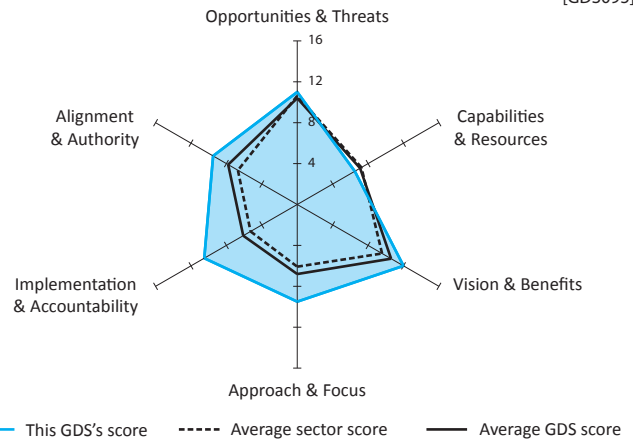 Opportunities & Threats
16
12
8
4
Capabilities
& Resources
Alignment
& Authority
Implementation
& Accountability
Vision & Benefits
Approach & Focus
This GDS's score
Average sector score
Average GDS score